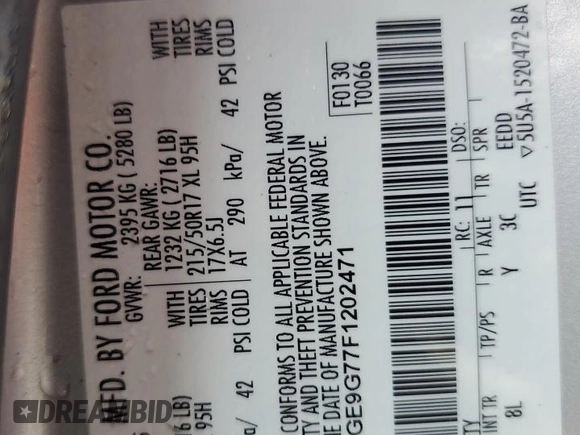 MFD. BY FORD MOTOR CO.
GVWR: 2395 KG ( 5280 LB)
REAR GAWR:
1232 KG ( 2716 LB)
WITH
16 LB) WITH 215/50R17 XL 95H TIRES
95H TIRES 17X6.5J RIMS
RIMS AT 290 kPa/ 42 PSI COLD
a/ 42 PSI COLD
CONFORMS TO ALL APPLICABLE FEDERAL MOTOR
TY AND THEFT PREVENTION STANDARDS IN
HE DATE OF MANUFACTURE SHOWN ABOVE.
GE9G77F1202471
F0130
T0066
RC: 11 DSO:
INT TR TP/PS R AXLE TR SPR
8L Y 3C EEDD
UTC ▽5U5A-1520472-BA
DREAMBID